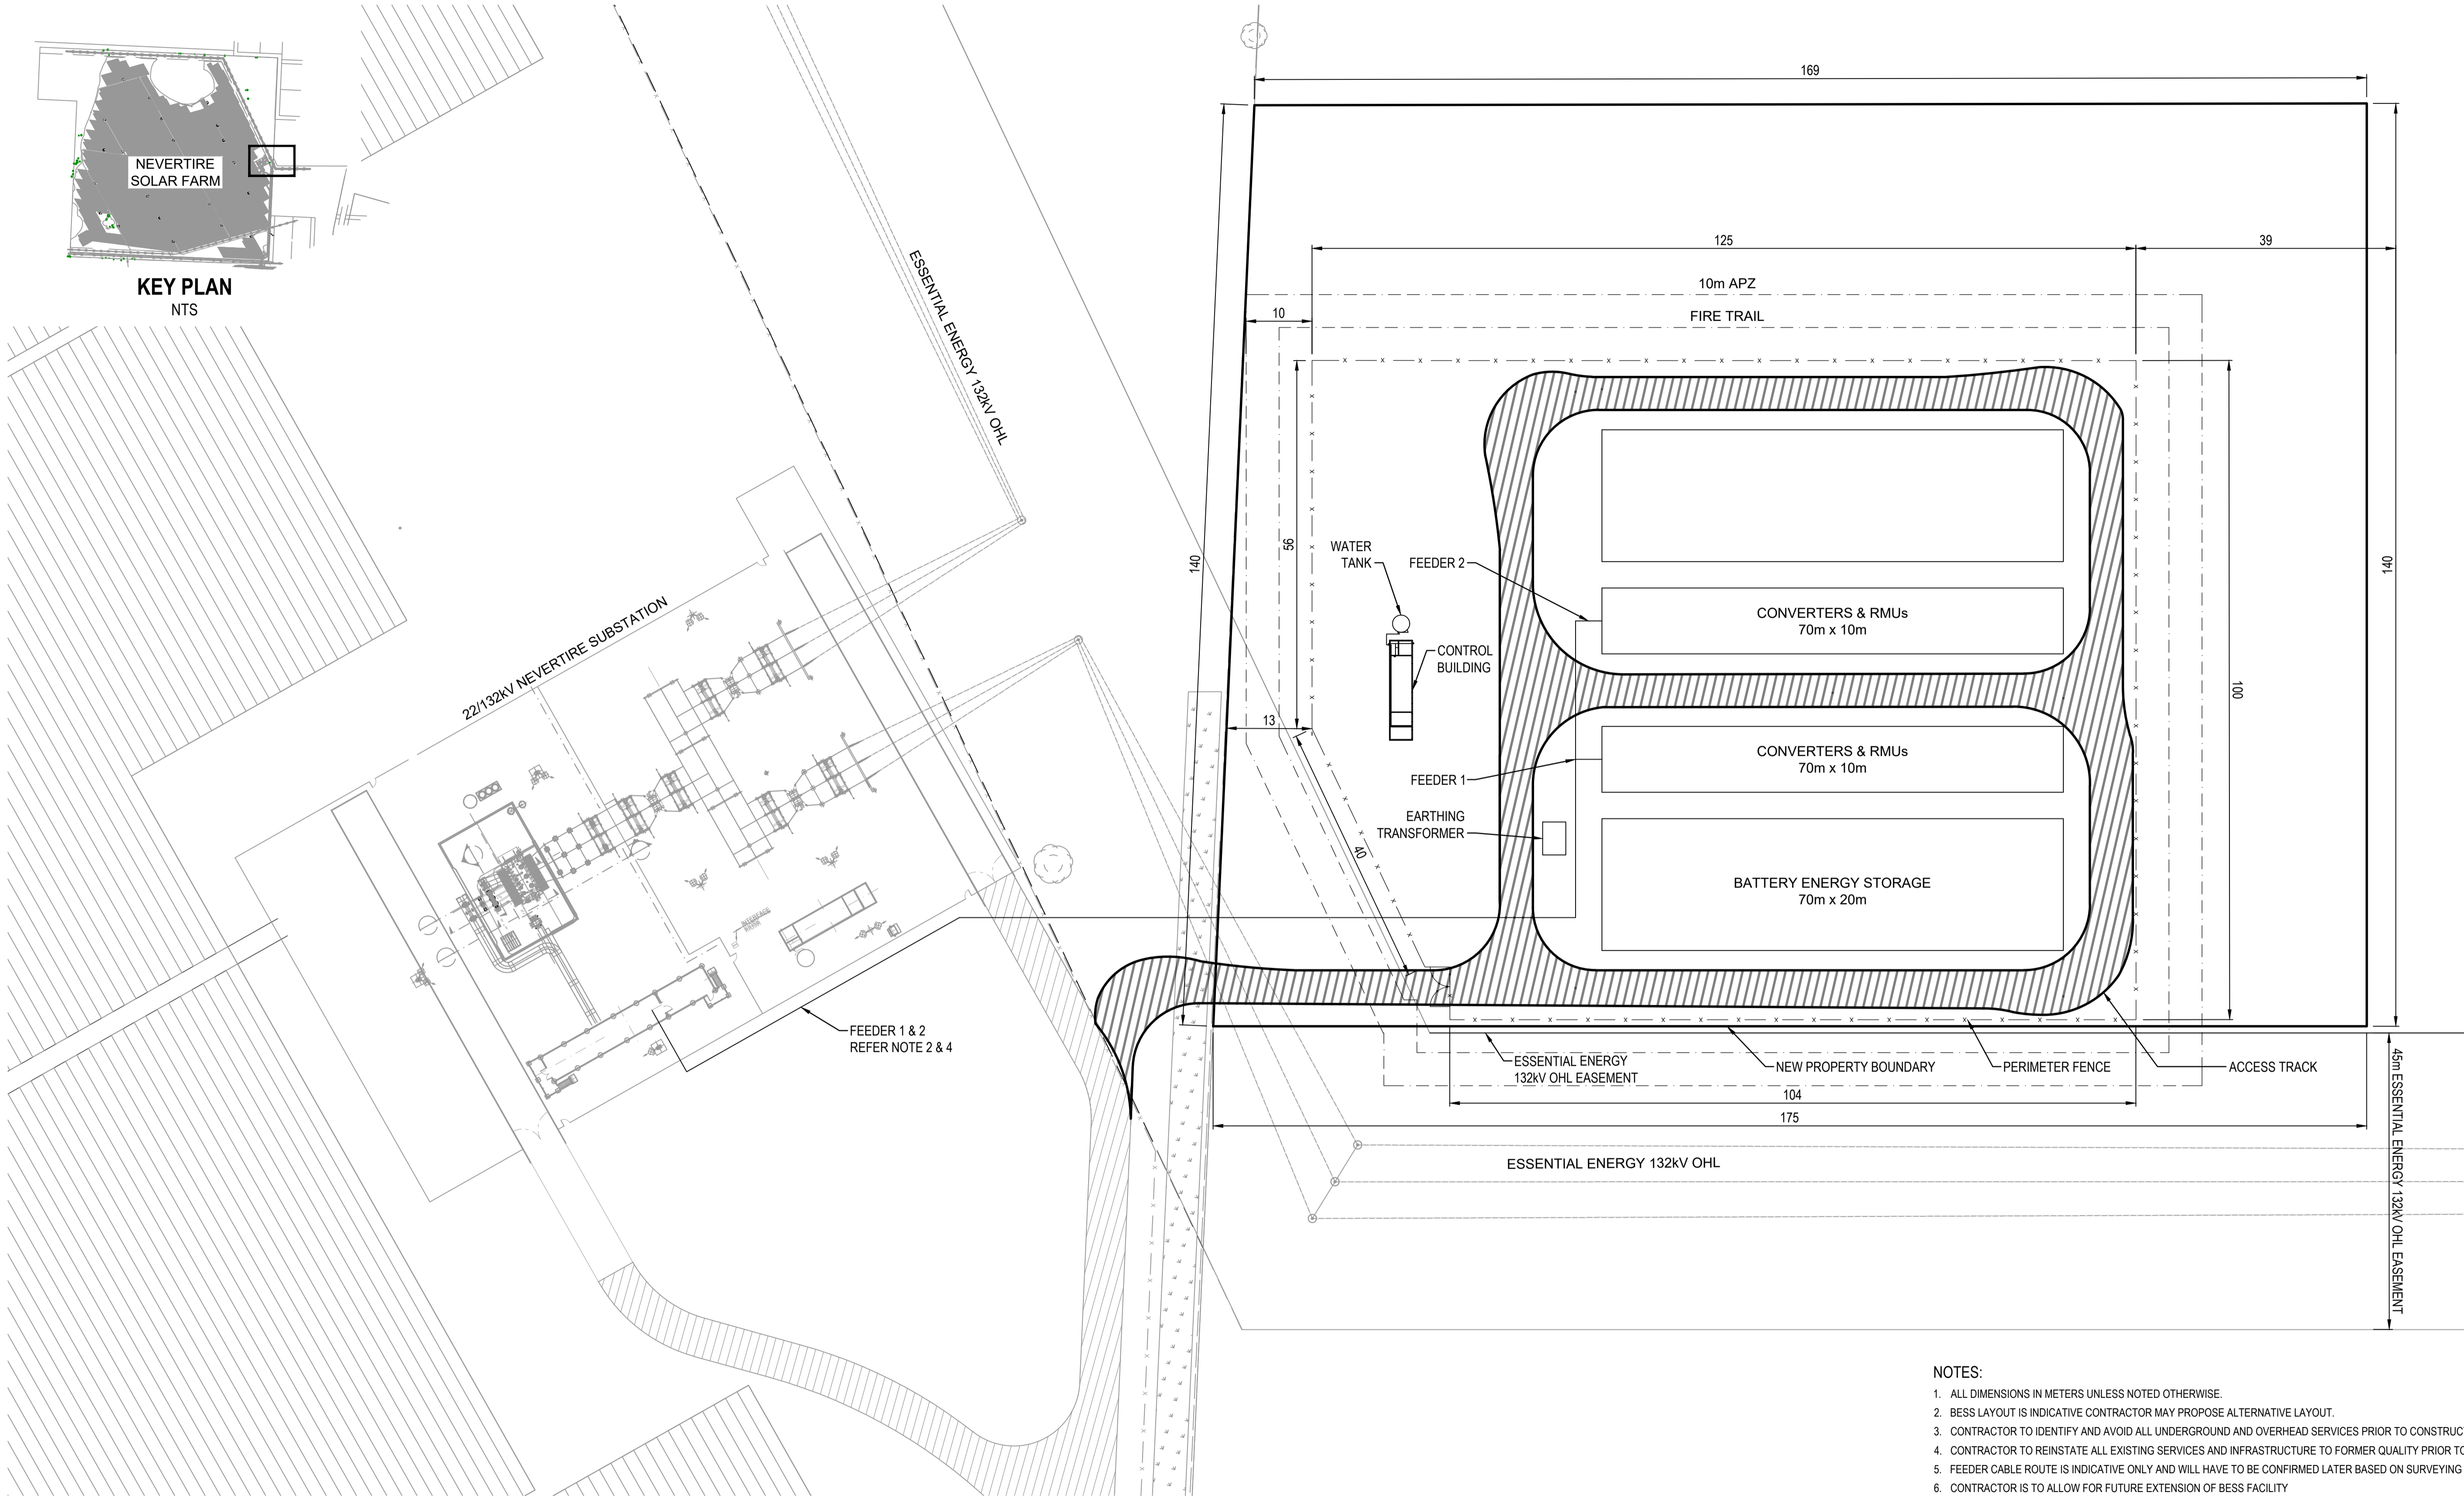 NEVERTIRE
SOLAR FARM
KEY PLAN
NTS
ESSENTIAL ENERGY 132kV OHL
22/132kV NEVERTIRE SUBSTATION
FEEDER 1 & 2
REFER NOTE 2 & 4
169
125
39
10m APZ
10
FIRE TRAIL
56
140
140
WATER
TANK
FEEDER 2
CONVERTERS & RMUs
70m x 10m
CONTROL
BUILDING
100
13
CONVERTERS & RMUs
70m x 10m
FEEDER 1
EARTHING
TRANSFORMER
40
BATTERY ENERGY STORAGE
70m x 20m
ESSENTIAL ENERGY
132kV OHL EASEMENT
NEW PROPERTY BOUNDARY
PERIMETER FENCE
ACCESS TRACK
104
175
ESSENTIAL ENERGY 132kV OHL
45m ESSENTIAL ENERGY 132kV OHL EASEMENT
NOTES:
1. ALL DIMENSIONS IN METERS UNLESS NOTED OTHERWISE.
2. BESS LAYOUT IS INDICATIVE CONTRACTOR MAY PROPOSE ALTERNATIVE LAYOUT.
3. CONTRACTOR TO IDENTIFY AND AVOID ALL UNDERGROUND AND OVERHEAD SERVICES PRIOR TO CONSTRUC
4. CONTRACTOR TO REINSTATE ALL EXISTING SERVICES AND INFRASTRUCTURE TO FORMER QUALITY PRIOR TO
5. FEEDER CABLE ROUTE IS INDICATIVE ONLY AND WILL HAVE TO BE CONFIRMED LATER BASED ON SURVEYING
6. CONTRACTOR IS TO ALLOW FOR FUTURE EXTENSION OF BESS FACILITY